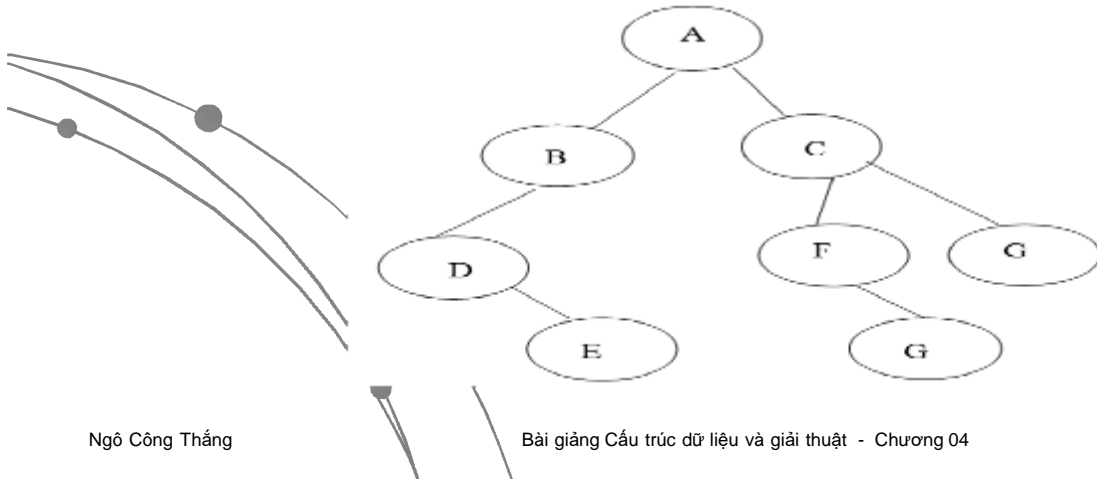 A
B
C
D
F
G
E
G
Ngô Công Thắng
Bài giảng Cấu trúc dữ liệu và giải thuật - Chương 04